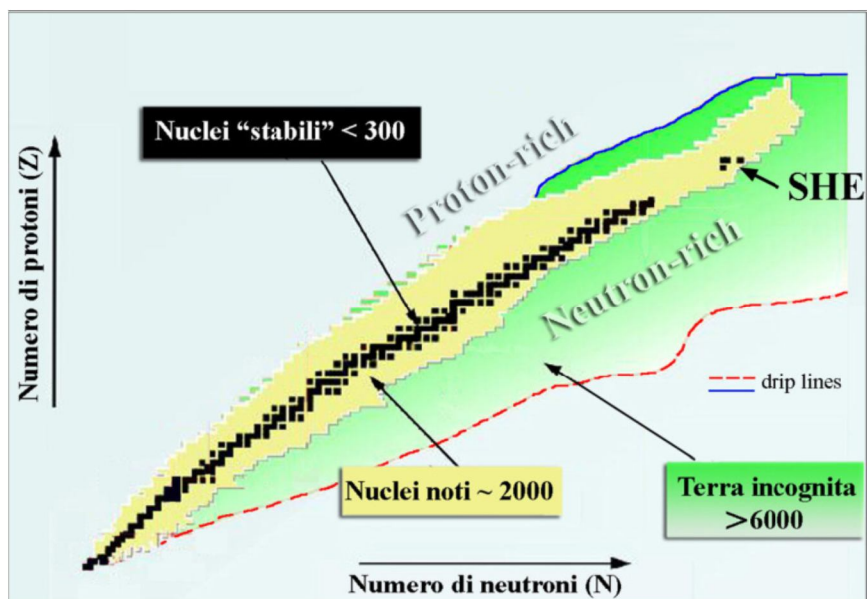 Nuclei “stabili” < 300
Proton-rich
SHE
Neutron-rich
Numero di protoni (Z)
drip lines
Nuclei noti ~ 2000
Terra incognita
>6000
Numero di neutroni (N)